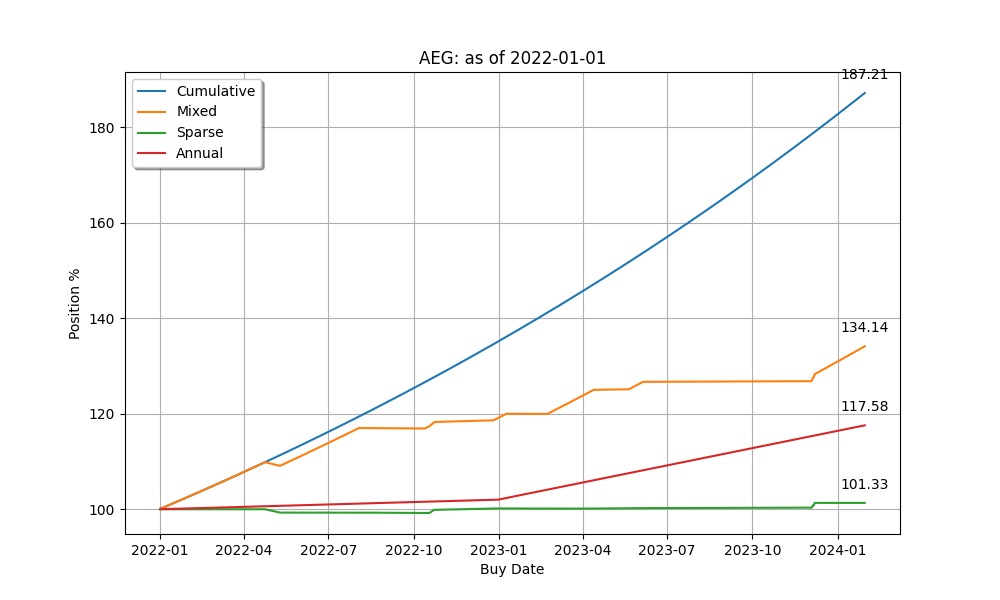 AEG: as of 2022-01-01
187.21
Cumulative
Mixed
Sparse
Annual
180
160
140
120
100
134.14
117.58
101.33
Position %
2022-01 2022-04 2022-07 2022-10 2023-01 2023-04 2023-07 2023-10 2024-01
Buy Date